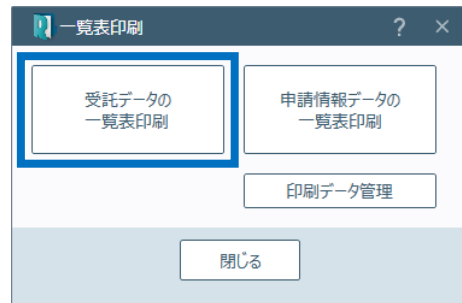 一覧表印刷
?
×
受託データの
一覧表印刷
申請情報データの
一覧表印刷
印刷データ管理
閉じる